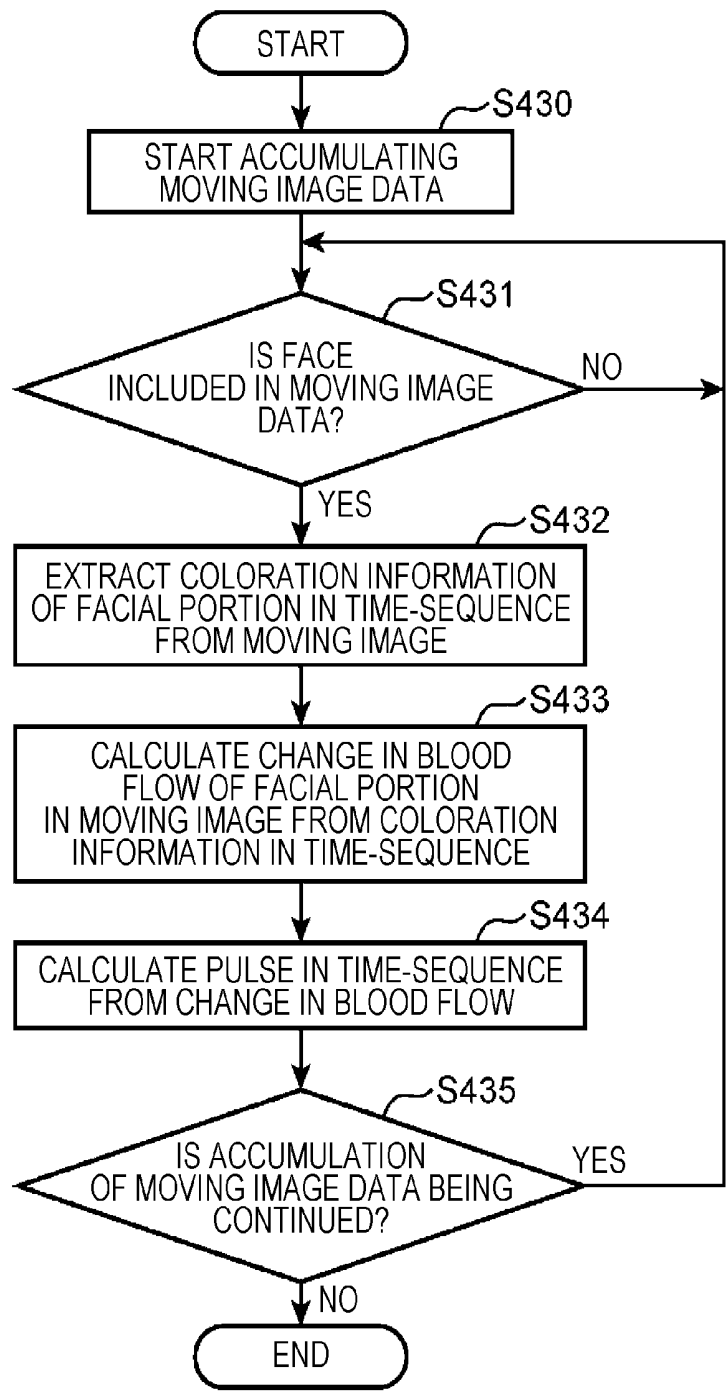 START
S430
START ACCUMULATING
MOVING IMAGE DATA
S431
IS FACE
INCLUDED IN MOVING IMAGE
DATA?
NO
YES
S432
EXTRACT COLORATION INFORMATION
OF FACIAL PORTION IN TIME-SEQUENCE
FROM MOVING IMAGE
S433
CALCULATE CHANGE IN BLOOD
FLOW OF FACIAL PORTION
IN MOVING IMAGE FROM COLORATION
INFORMATION IN TIME-SEQUENCE
S434
CALCULATE PULSE IN TIME-SEQUENCE
FROM CHANGE IN BLOOD FLOW
S435
IS ACCUMULATION
OF MOVING IMAGE DATA BEING
CONTINUED?
YES
NO
END